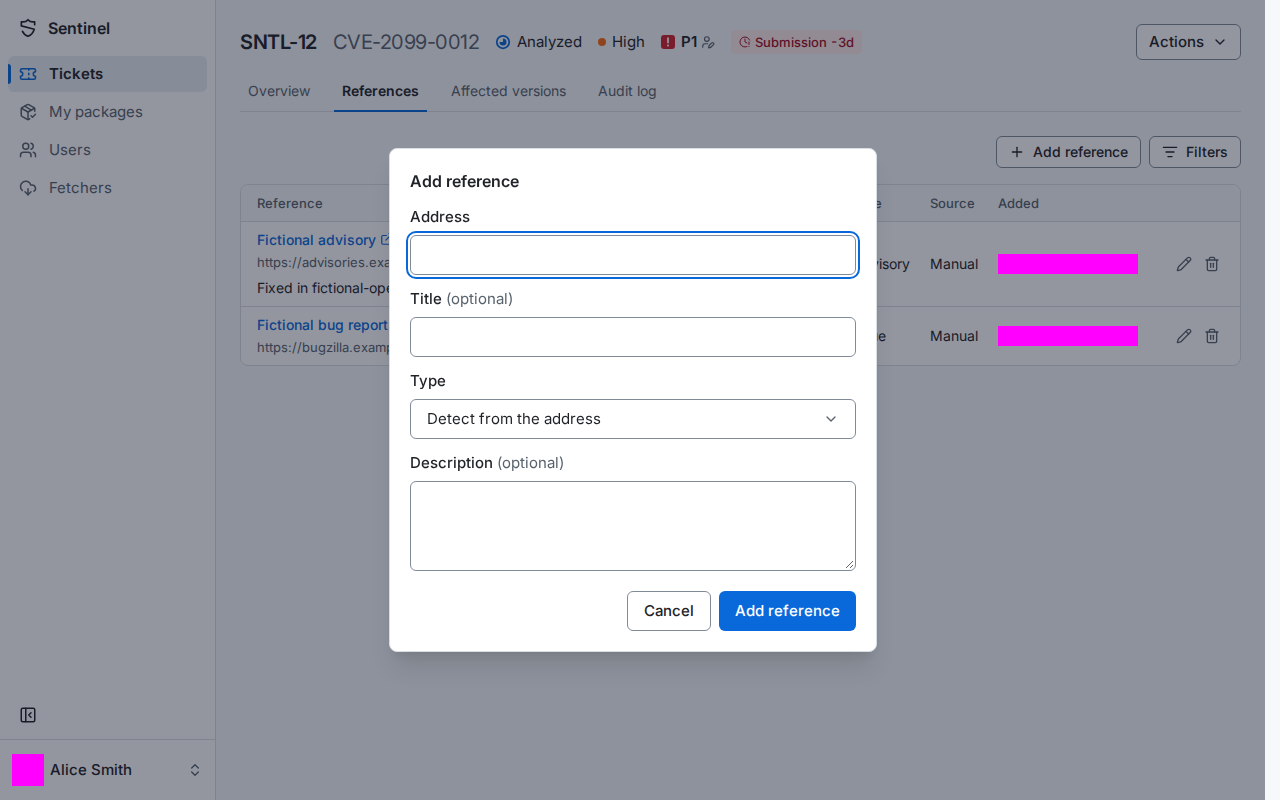 Sentinel
Tickets
My packages
Users
Fetchers
Alice Smith
SNTL-12 CVE-2099-0012 Analyzed High P1 Submission -3d
Actions
Overview References Affected versions Audit log
Add reference Filters
Reference Source Added
Fictional advisory
https://advisories.exa
Fixed in fictional-ope
Manual
Fictional bug report
https://bugzilla.examp
Manual
Add reference
Address
Title (optional)
Type
Detect from the address
Description (optional)
Cancel Add reference